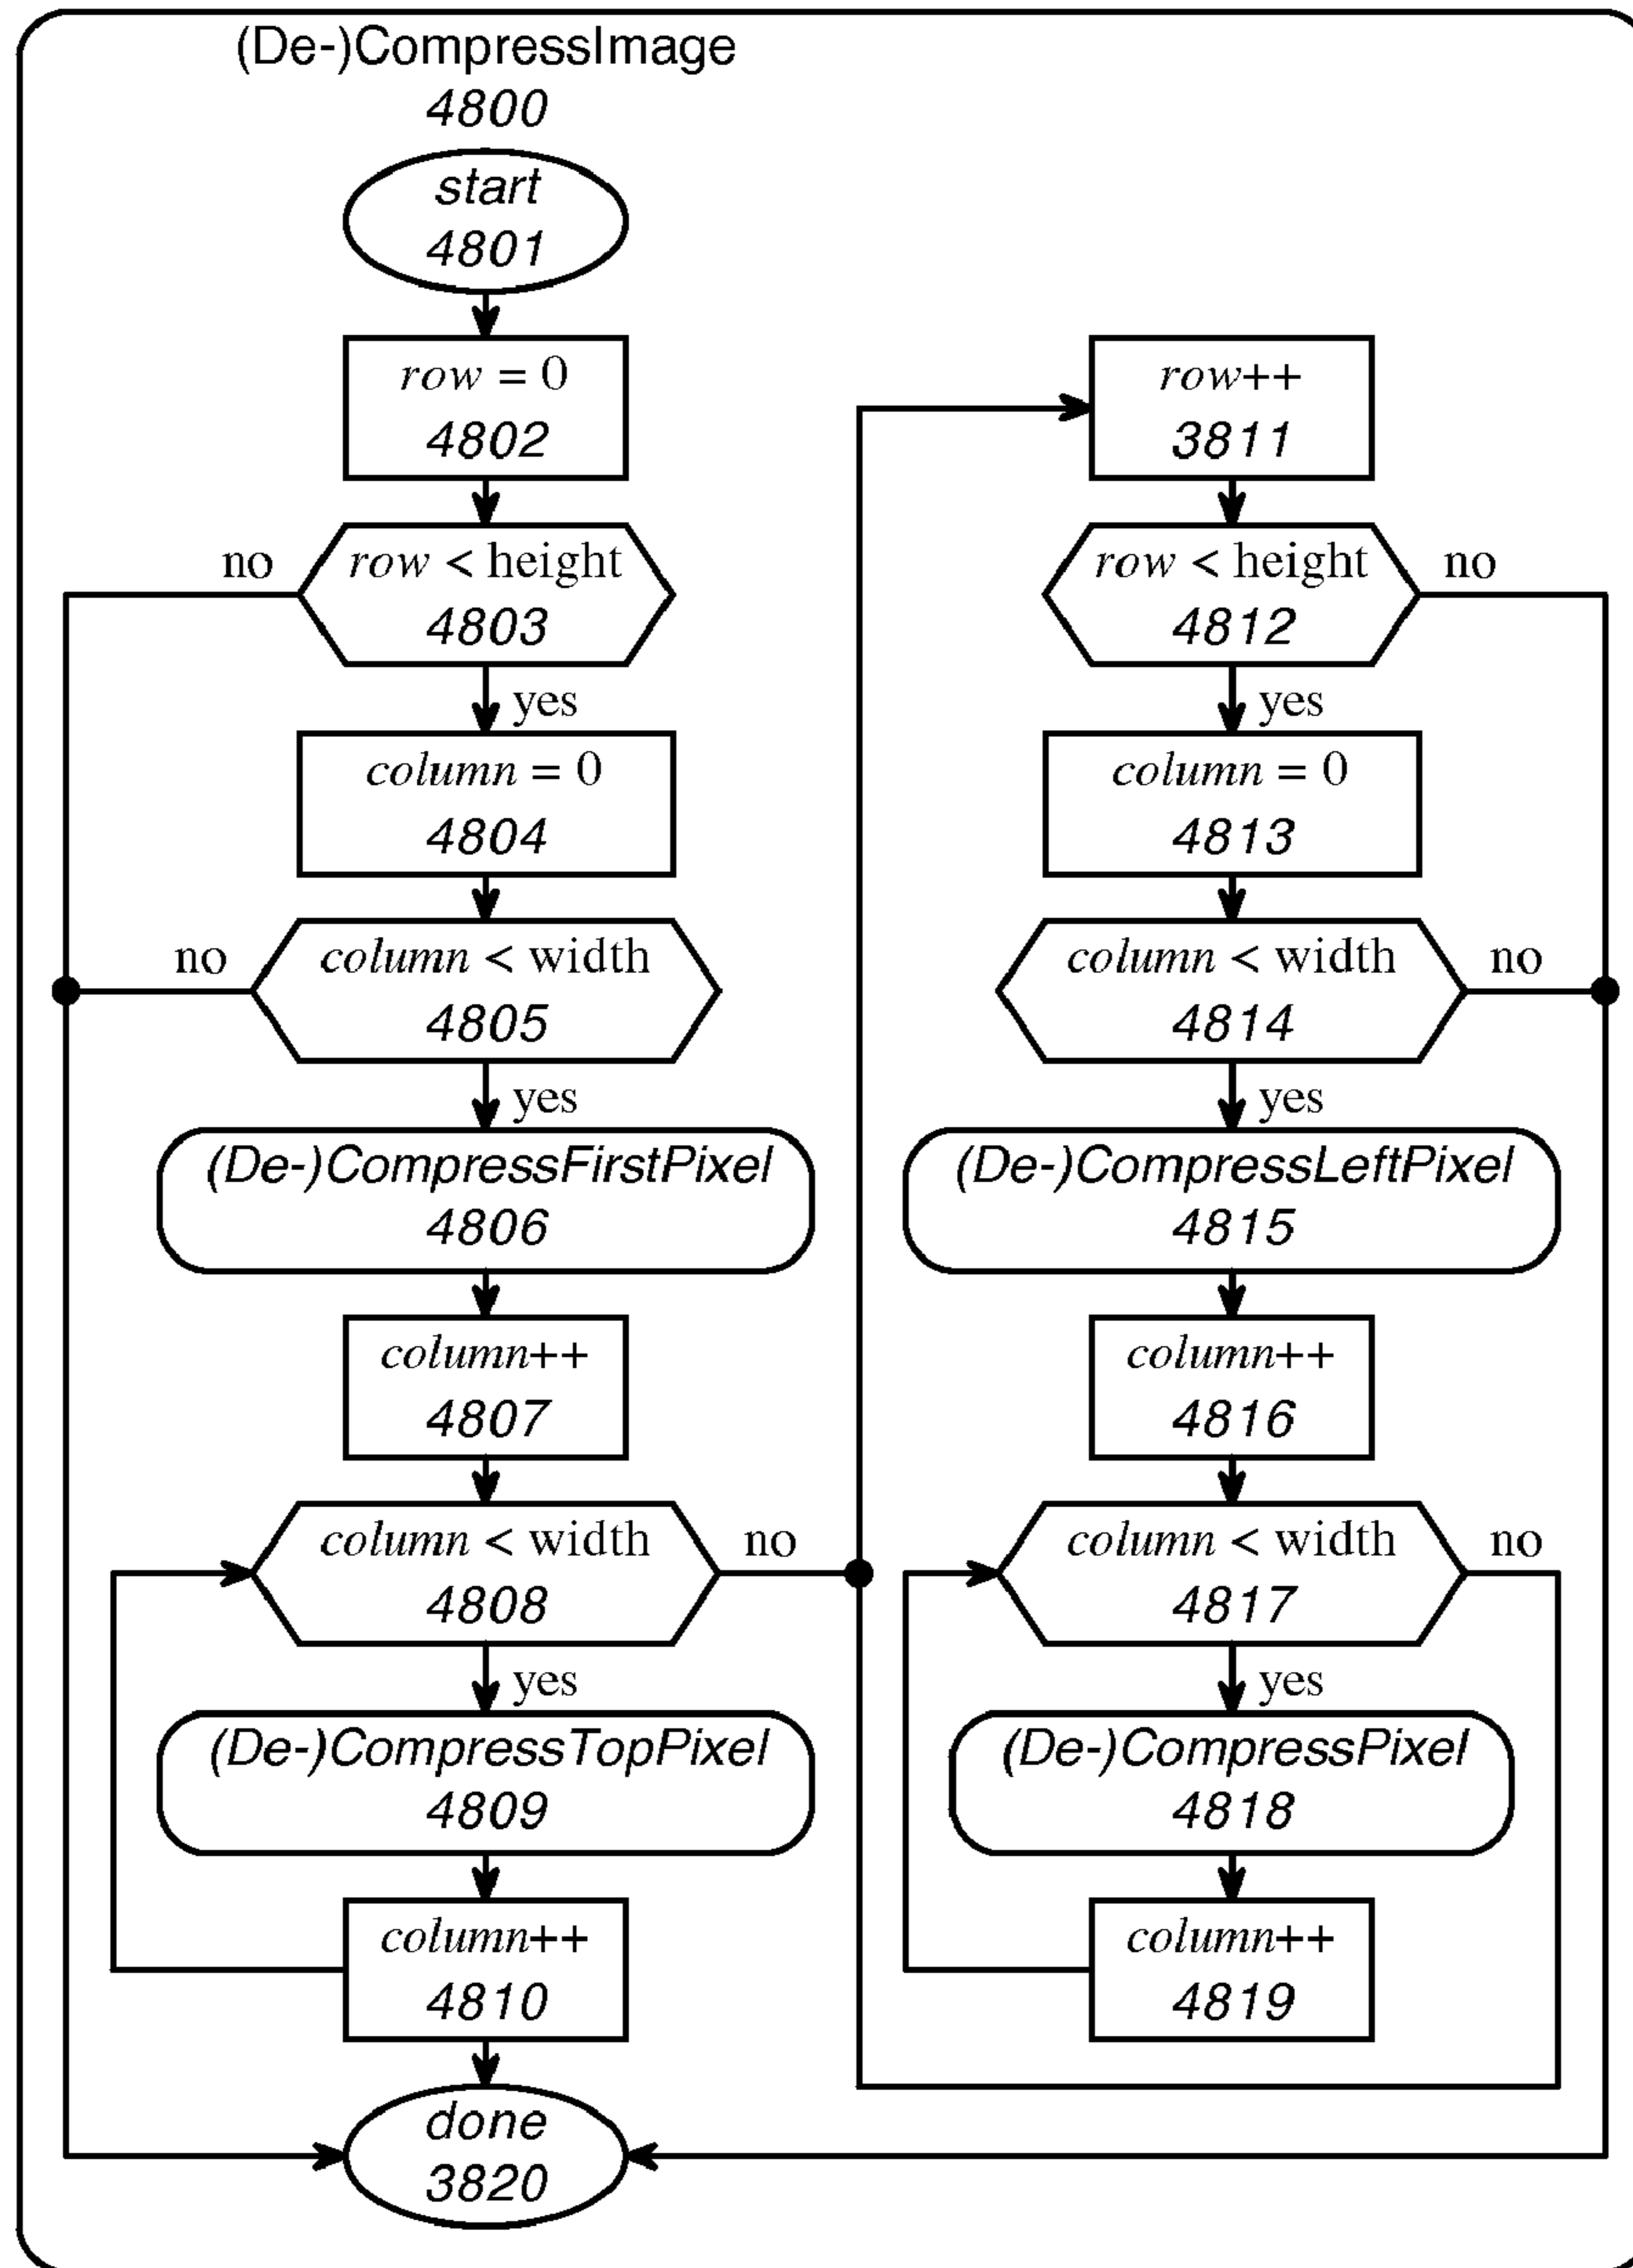 (De-)CompressImage
4800
start
4801
row = 0
4802
no
row < height
4803
yes
column = 0
4804
no
column < width
4805
yes
(De-)CompressFirstPixel
4806
column++
4807
column < width
no
4808
yes
(De-)CompressTopPixel
4809
column++
4810
done
3820
row++
3811
row < height
no
4812
yes
column = 0
4813
column < width
no
4814
yes
(De-)CompressLeftPixel
4815
column++
4816
column < width
no
4817
yes
(De-)CompressPixel
4818
column++
4819